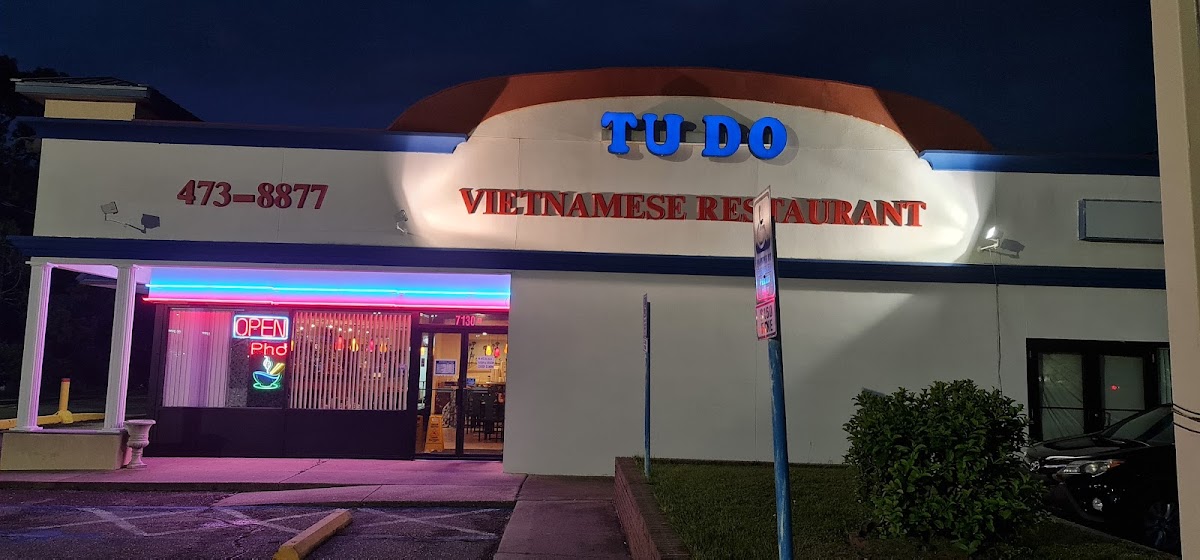 TU DO
473-8877
VIETNAMESE RESTAURANT
7130
OPEN
Pho